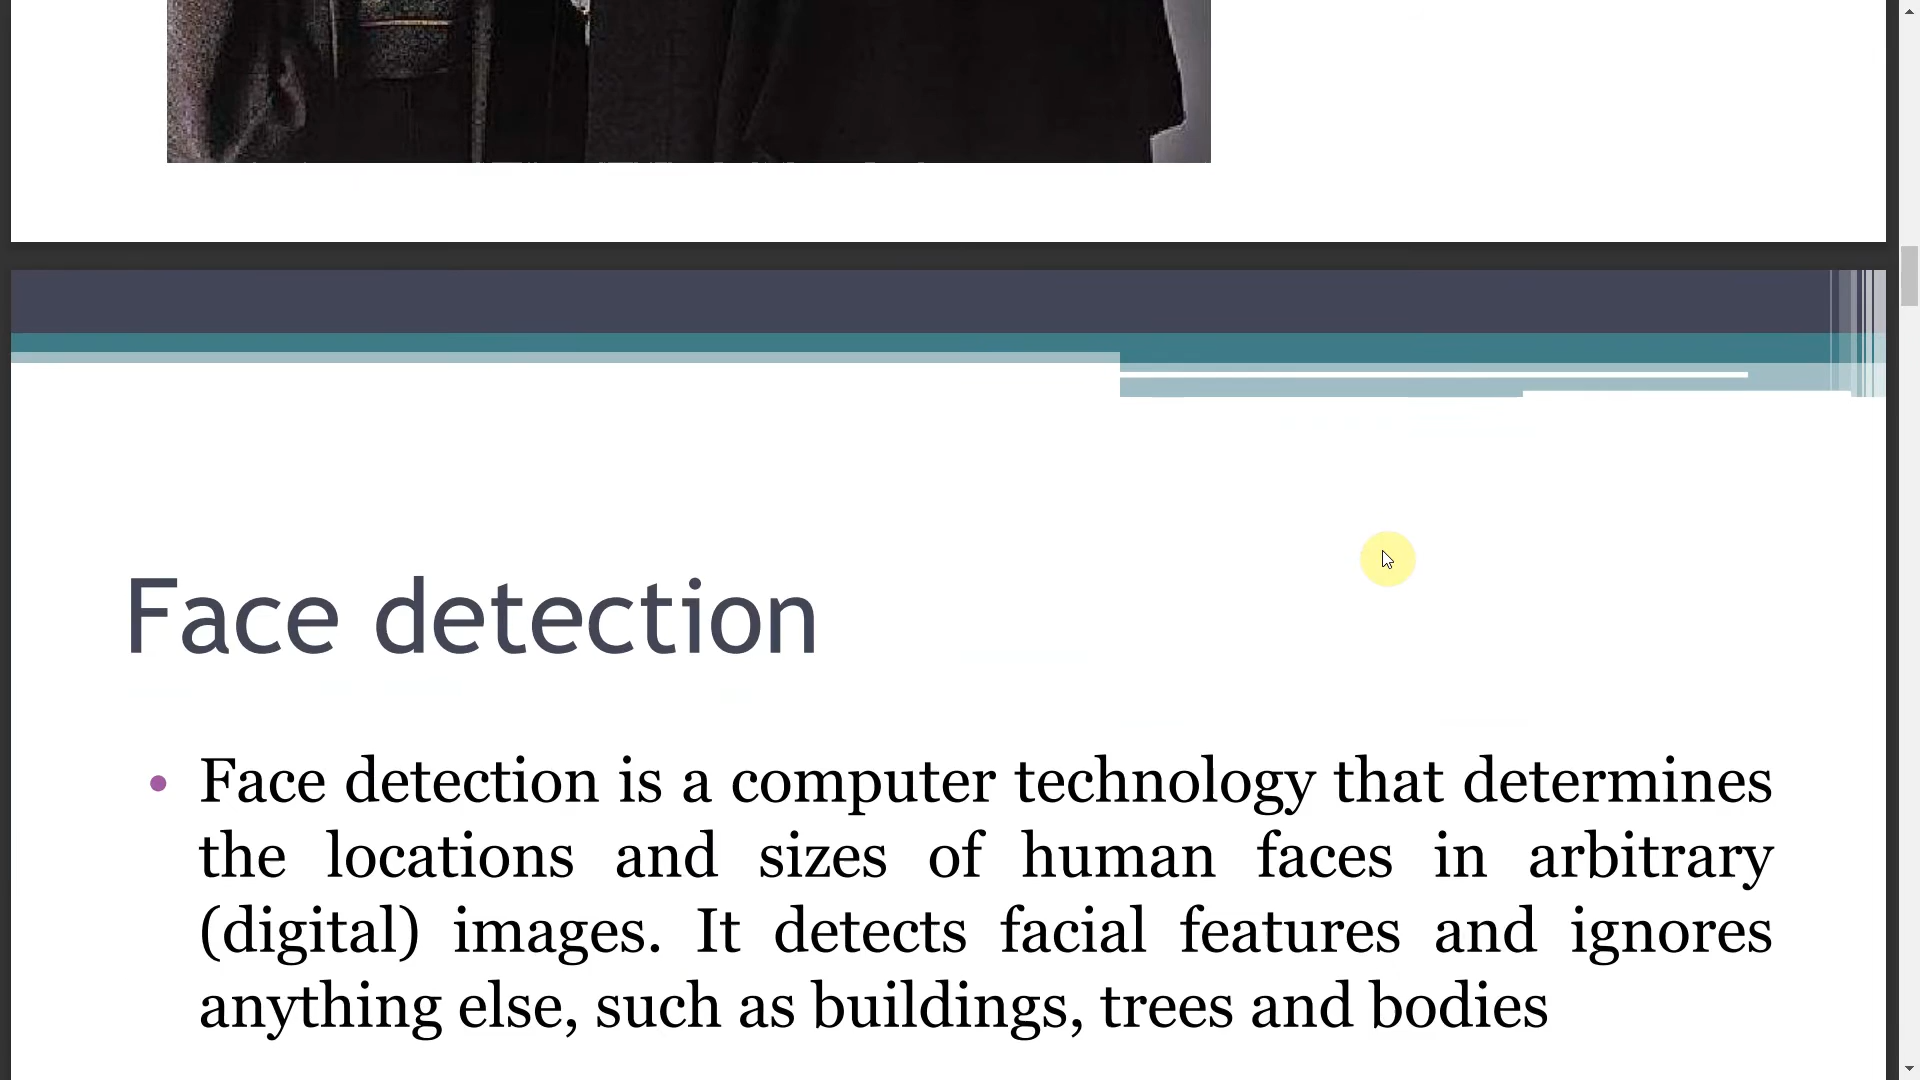 Face detection
• Face detection is a computer technology that determines
the locations and sizes of human faces in arbitrary
(digital) images. It detects facial features and ignores
anything else, such as buildings, trees and bodies